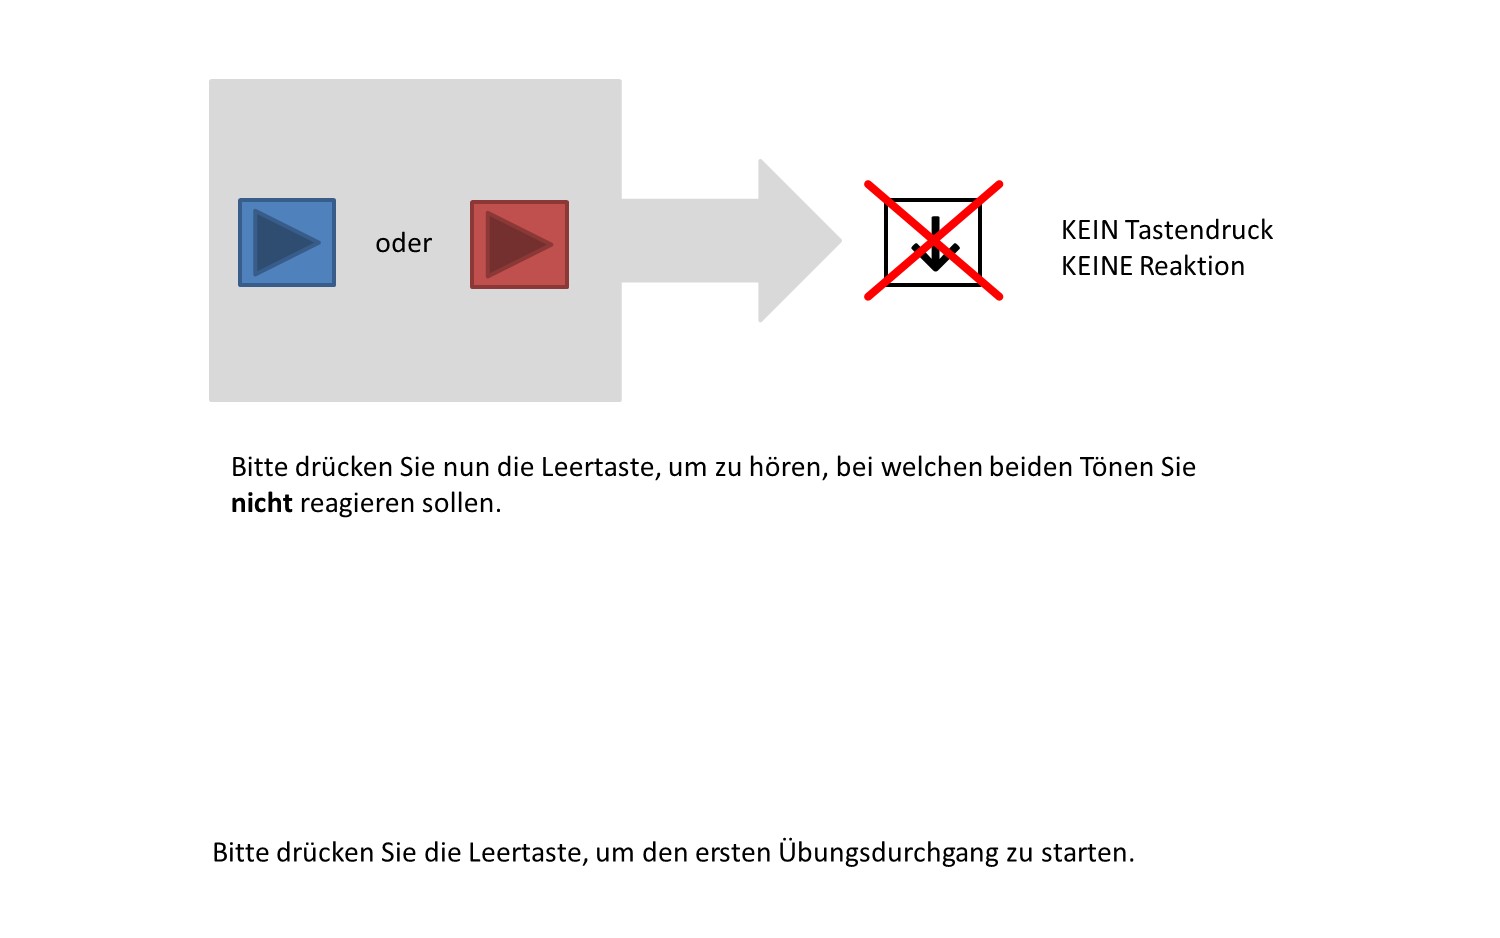 oder
KEIN Tastendruck
KEINE Reaktion
Bitte drücken Sie nun die Leertaste, um zu hören, bei welchen beiden Tönen Sie
nicht reagieren sollen.
Bitte drücken Sie die Leertaste, um den ersten Übungsdurchgang zu starten.